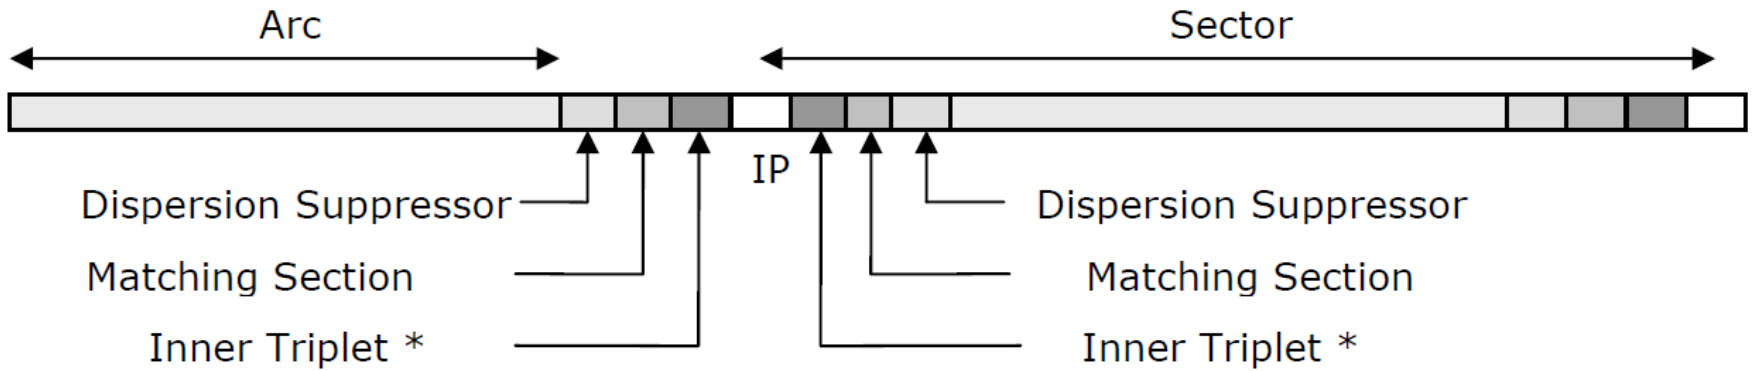 Arc
Sector
IP
Dispersion Suppressor
Dispersion Suppressor
Matching Section
Matching Section
Inner Triplet *
Inner Triplet *